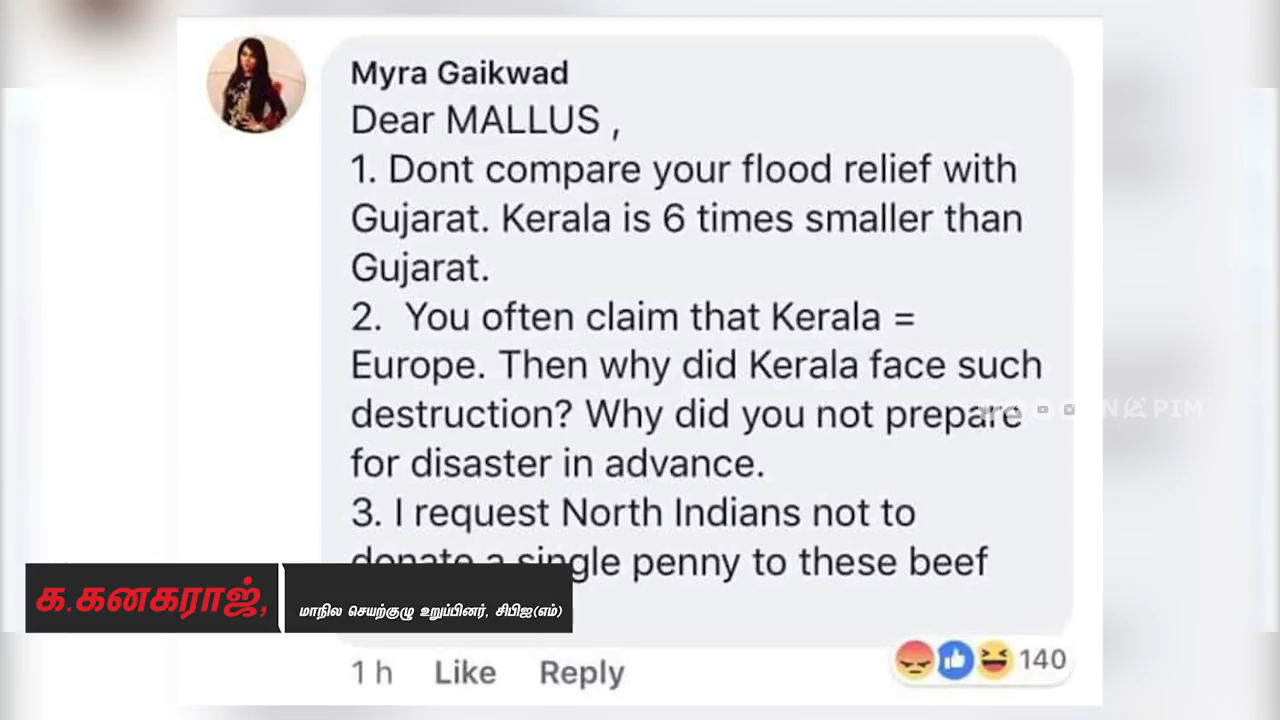 Myra Gaikwad
Dear MALLUS ,
1. Dont compare your flood relief with
Gujarat. Kerala is 6 times smaller than
Gujarat.
2. You often claim that Kerala =
Europe. Then why did Kerala face such
destruction? Why did you not prepare
for disaster in advance.
3. I request North Indians not to
donate a single penny to these beef
க.கனகராஜ்,
மாநில செயற்குழு உறுப்பினர், சிபிஐ(எம்)
1 h Like Reply 140